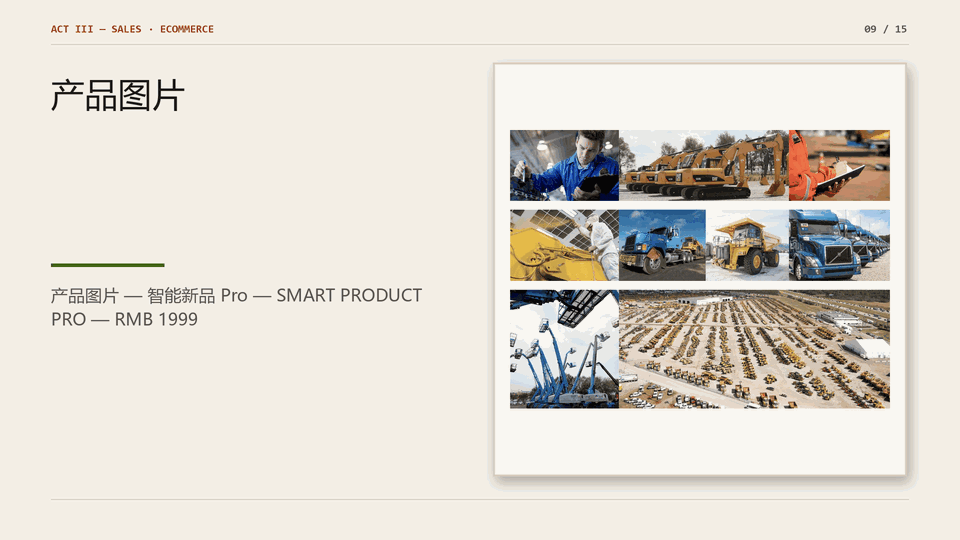 ACT III — SALES · ECOMMERCE
09 / 15
产品图片
产品图片 — 智能新品 Pro — SMART PRODUCT
PRO — RMB 1999